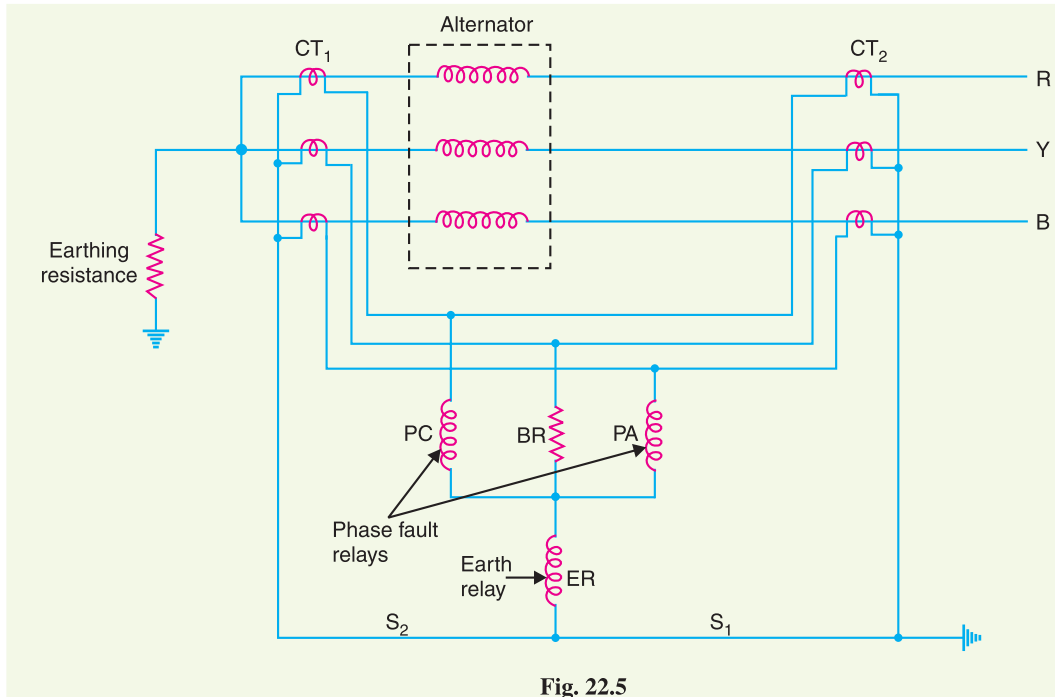 Alternator
CT1
CT2
R
Y
B
Earthing
resistance
PC
BR
PA
Phase fault
relays
Earth
relay
ER
S2
S1
Fig. 22.5